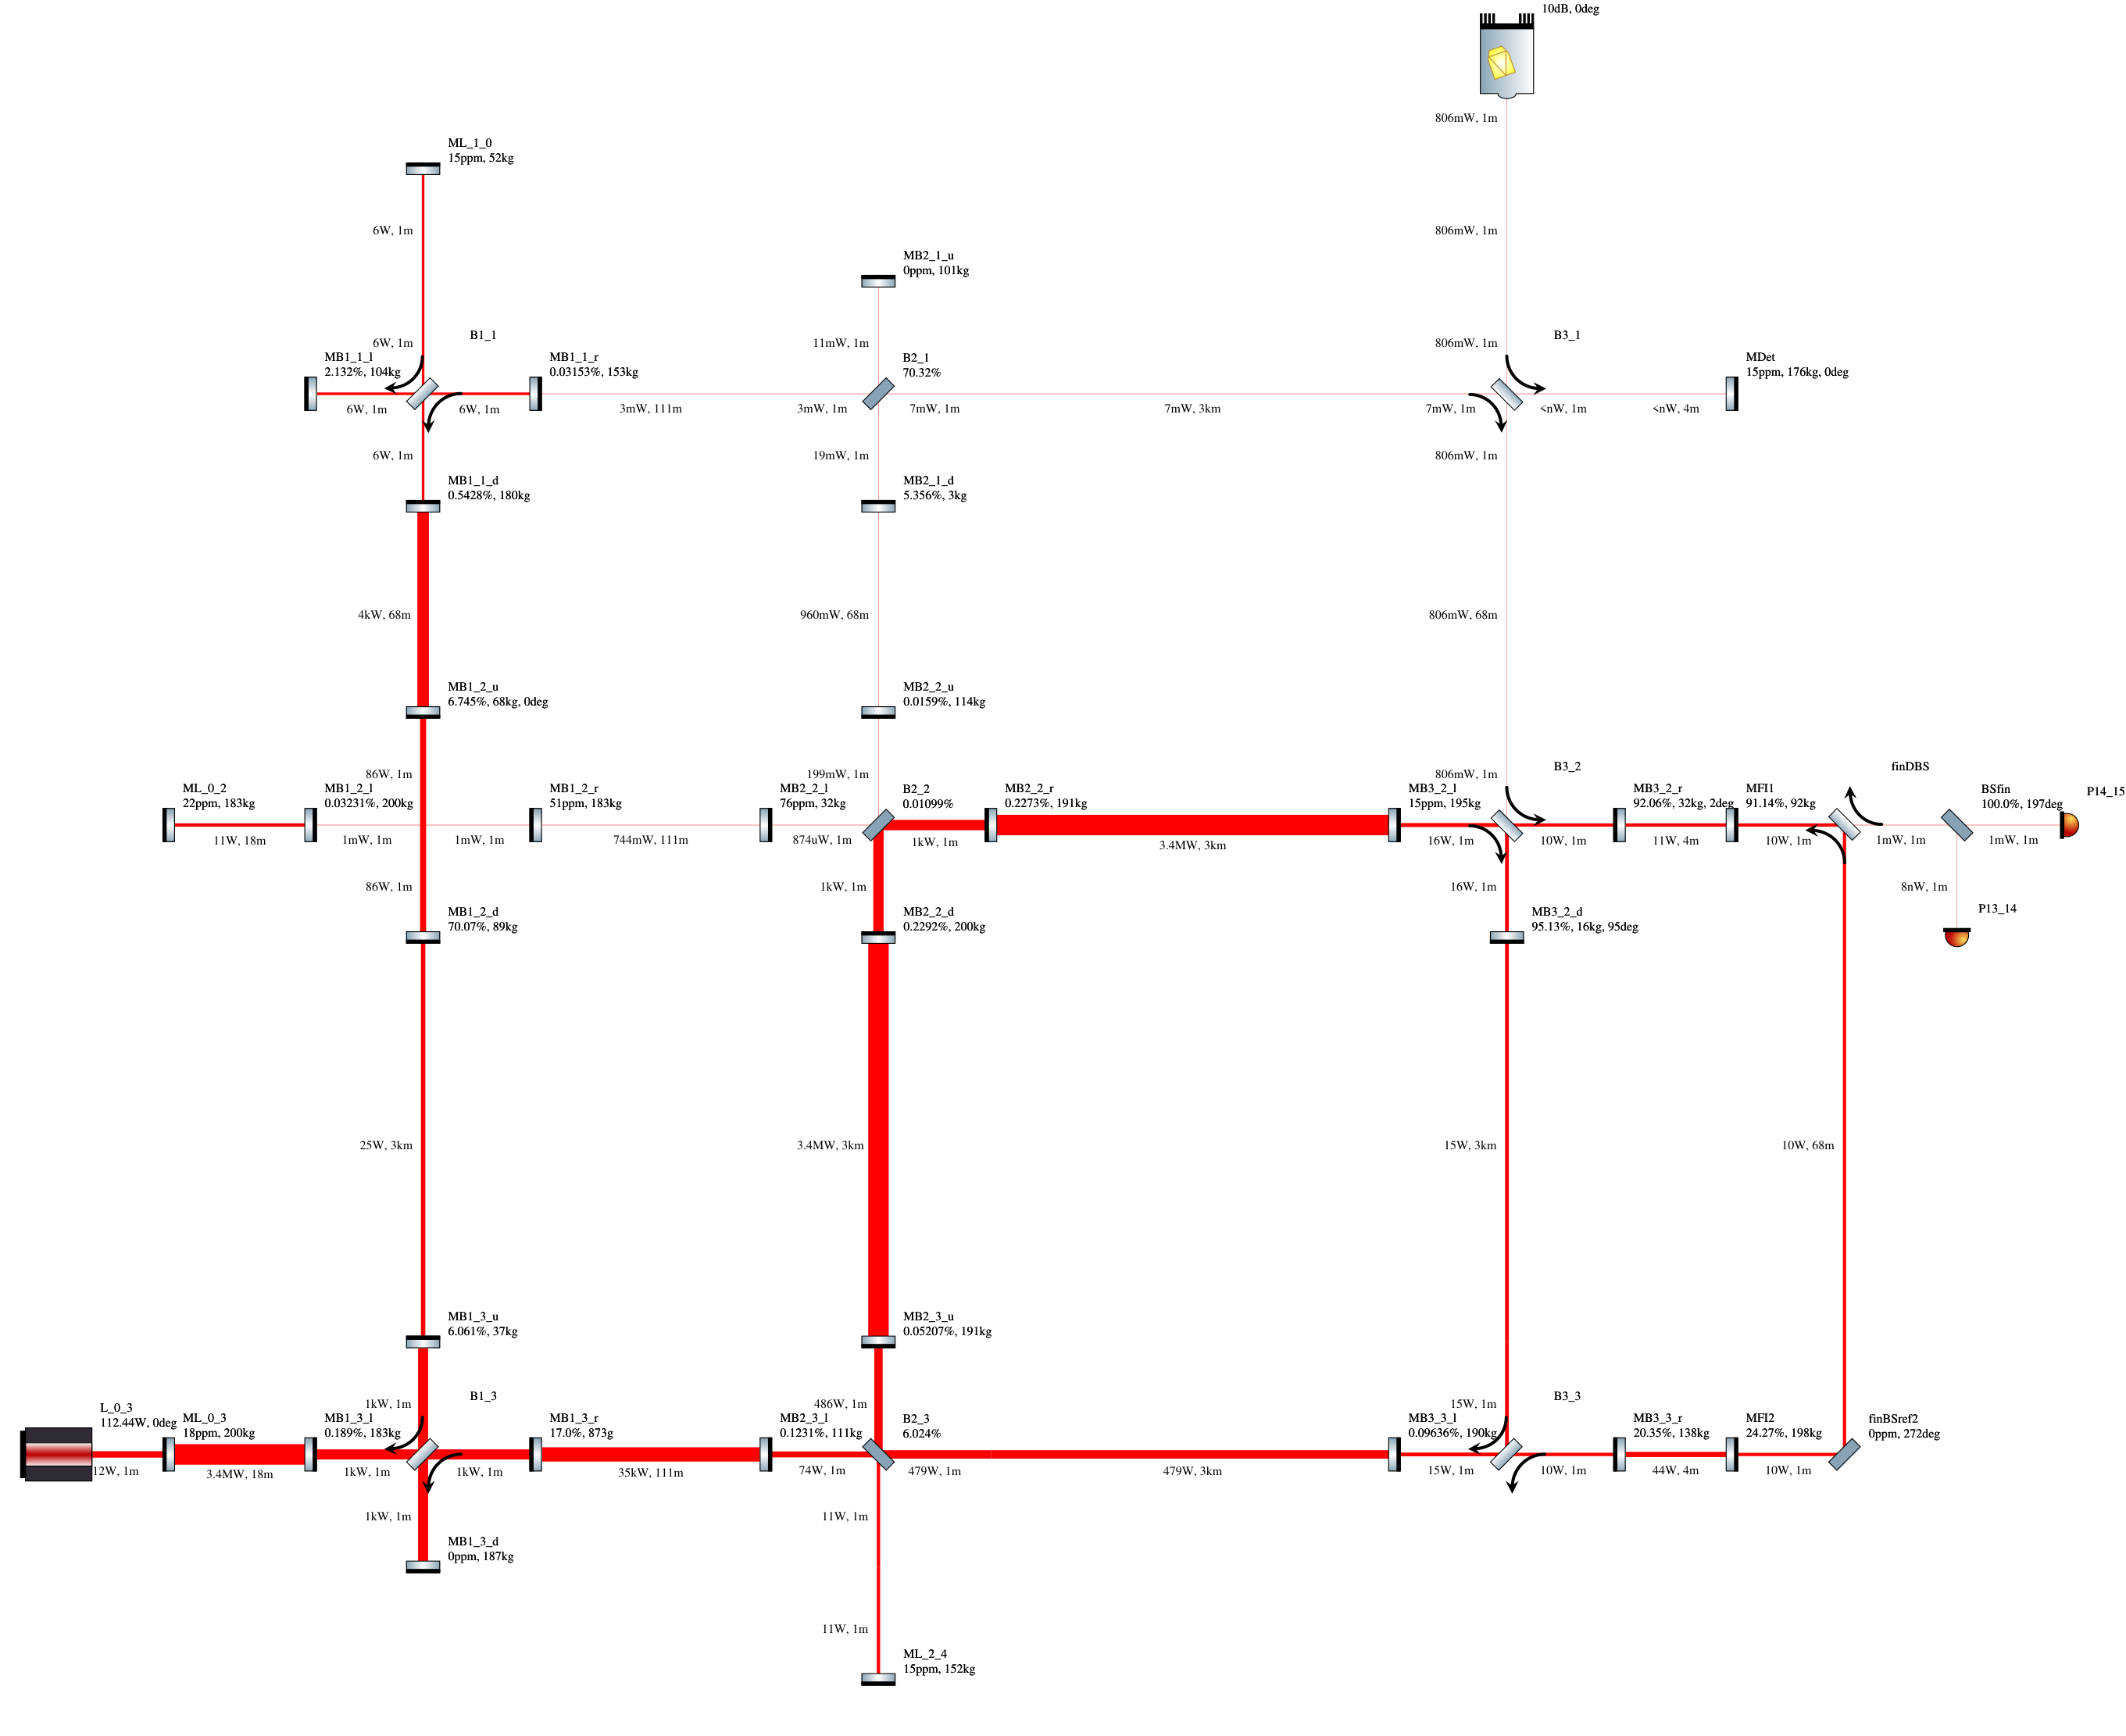 10dB, 0deg
806mW, 1m
ML_1_0
15ppm, 52kg
6W, 1m
806mW, 1m
MB2_1_u
0ppm, 101kg
6W, 1m
B1_1
11mW, 1m
806mW, 1m
B3_1
MB1_1_l
2.132%, 104kg
MB1_1_r
0.03153%, 153kg
B2_1
70.32%
MDet
15ppm, 176kg, 0deg
6W, 1m
6W, 1m
3mW, 111m
3mW, 1m
7mW, 1m
7mW, 3km
7mW, 1m
<nW, 1m
<nW, 4m
6W, 1m
19mW, 1m
806mW, 1m
MB1_1_d
0.5428%, 180kg
MB2_1_d
5.356%, 3kg
4kW, 68m
960mW, 68m
806mW, 68m
MB1_2_u
6.745%, 68kg, 0deg
MB2_2_u
0.0159%, 114kg
86W, 1m
199mW, 1m
806mW, 1m
B3_2
finDBS
ML_0_2
22ppm, 183kg
MB1_2_l
0.03231%, 200kg
MB1_2_r
51ppm, 183kg
MB2_2_l
76ppm, 32kg
B2_2
0.01099%
MB2_2_r
0.2273%, 191kg
MB3_2_l
15ppm, 195kg
MB3_2_r
92.06%, 32kg, 2deg
MFI1
91.14%, 92kg
BSfin
100.0%, 197deg
P14_15
11W, 18m
1mW, 1m
1mW, 1m
744mW, 111m
874uW, 1m
1kW, 1m
3.4MW, 3km
16W, 1m
10W, 1m
11W, 4m
10W, 1m
1mW, 1m
1mW, 1m
86W, 1m
1kW, 1m
16W, 1m
8nW, 1m
MB1_2_d
70.07%, 89kg
MB2_2_d
0.2292%, 200kg
MB3_2_d
95.13%, 16kg, 95deg
P13_14
25W, 3km
3.4MW, 3km
15W, 3km
10W, 68m
MB1_3_u
6.061%, 37kg
MB2_3_u
0.05207%, 191kg
1kW, 1m
B1_3
486W, 1m
15W, 1m
B3_3
L_0_3
112.44W, 0deg
ML_0_3
18ppm, 200kg
MB1_3_l
0.189%, 183kg
MB1_3_r
17.0%, 873g
MB2_3_l
0.1231%, 111kg
B2_3
6.024%
MB3_3_l
0.09636%, 190kg
MB3_3_r
20.35%, 138kg
MFI2
24.27%, 198kg
finBSref2
0ppm, 272deg
12W, 1m
3.4MW, 18m
1kW, 1m
1kW, 1m
35kW, 111m
74W, 1m
479W, 1m
479W, 3km
15W, 1m
10W, 1m
44W, 4m
10W, 1m
1kW, 1m
11W, 1m
MB1_3_d
0ppm, 187kg
11W, 1m
ML_2_4
15ppm, 152kg